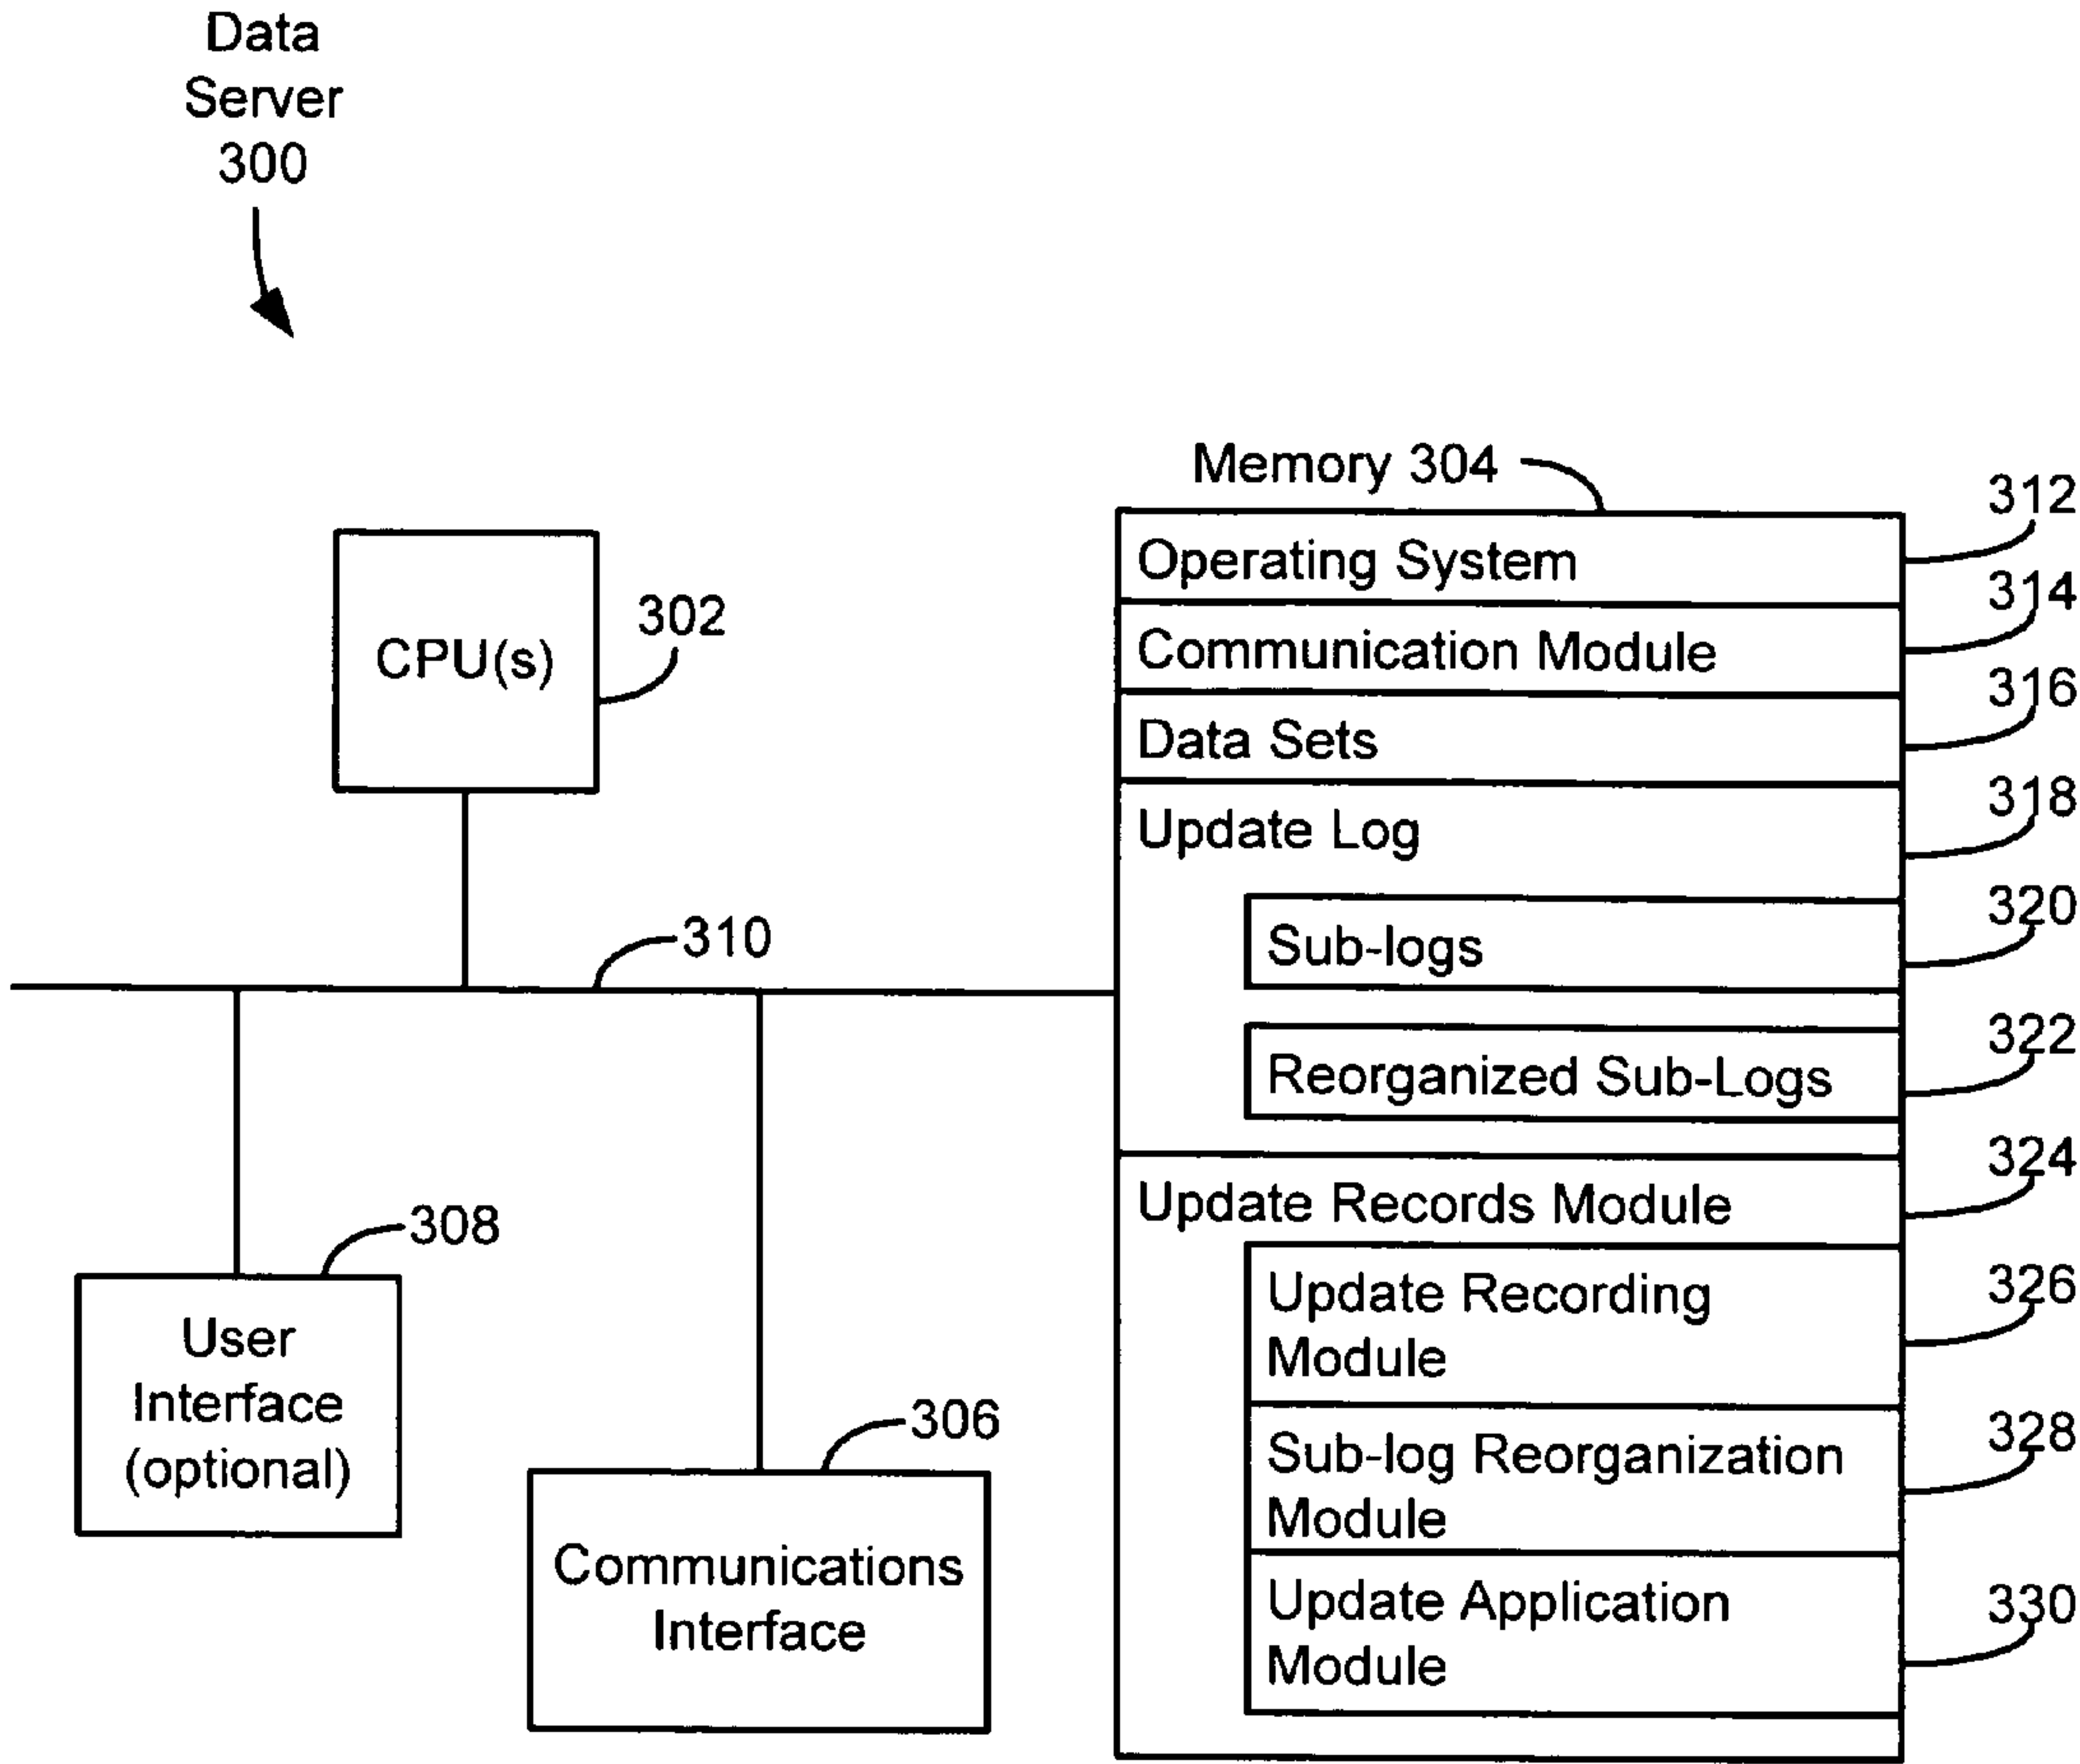 Data
Server
300
Memory 304
312
Operating System
314
Communication Module
316
Data Sets
318
Update Log
320
Sub-logs
322
Reorganized Sub-Logs
324
Update Records Module
326
Update Recording
Module
328
Sub-log Reorganization
Module
330
Update Application
Module
302
CPU(s)
310
308
User
Interface
(optional)
306
Communications
Interface